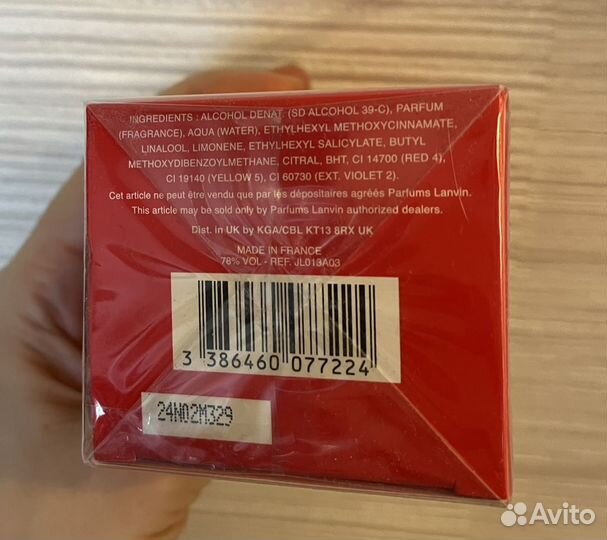 INGREDIENTS : ALCOHOL DENAT. (SD ALCOHOL 39-C), PARFUM
(FRAGRANCE), AQUA (WATER), ETHYLHEXYL METHOXYCINNAMATE,
LINALOOL, LIMONENE, ETHYLHEXYL SALICYLATE, BUTYL
METHOXYDIBENZOYLMETHANE, CITRAL, BHT, CI 14700 (RED 4),
CI 19140 (YELLOW 5), CI 60730 (EXT. VIOLET 2).
Cet article ne peut être vendu que par les dépositaires agréés Parfums Lanvin.
This article may be sold only by Parfums Lanvin authorized dealers.
Dist. in UK by KGA/CBL KT13 8RX UK
MADE IN FRANCE
78% VOL - REF. JL013A03
3 386460 077224
24N02M329
Avito